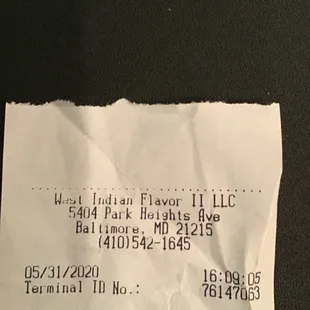 West Indian Flavor II LLC
5404 Park Heights Ave
Baltimore, MD 21215
(410)542-1645
05/31/2020 16:09:05
Terminal ID No.: 76147063